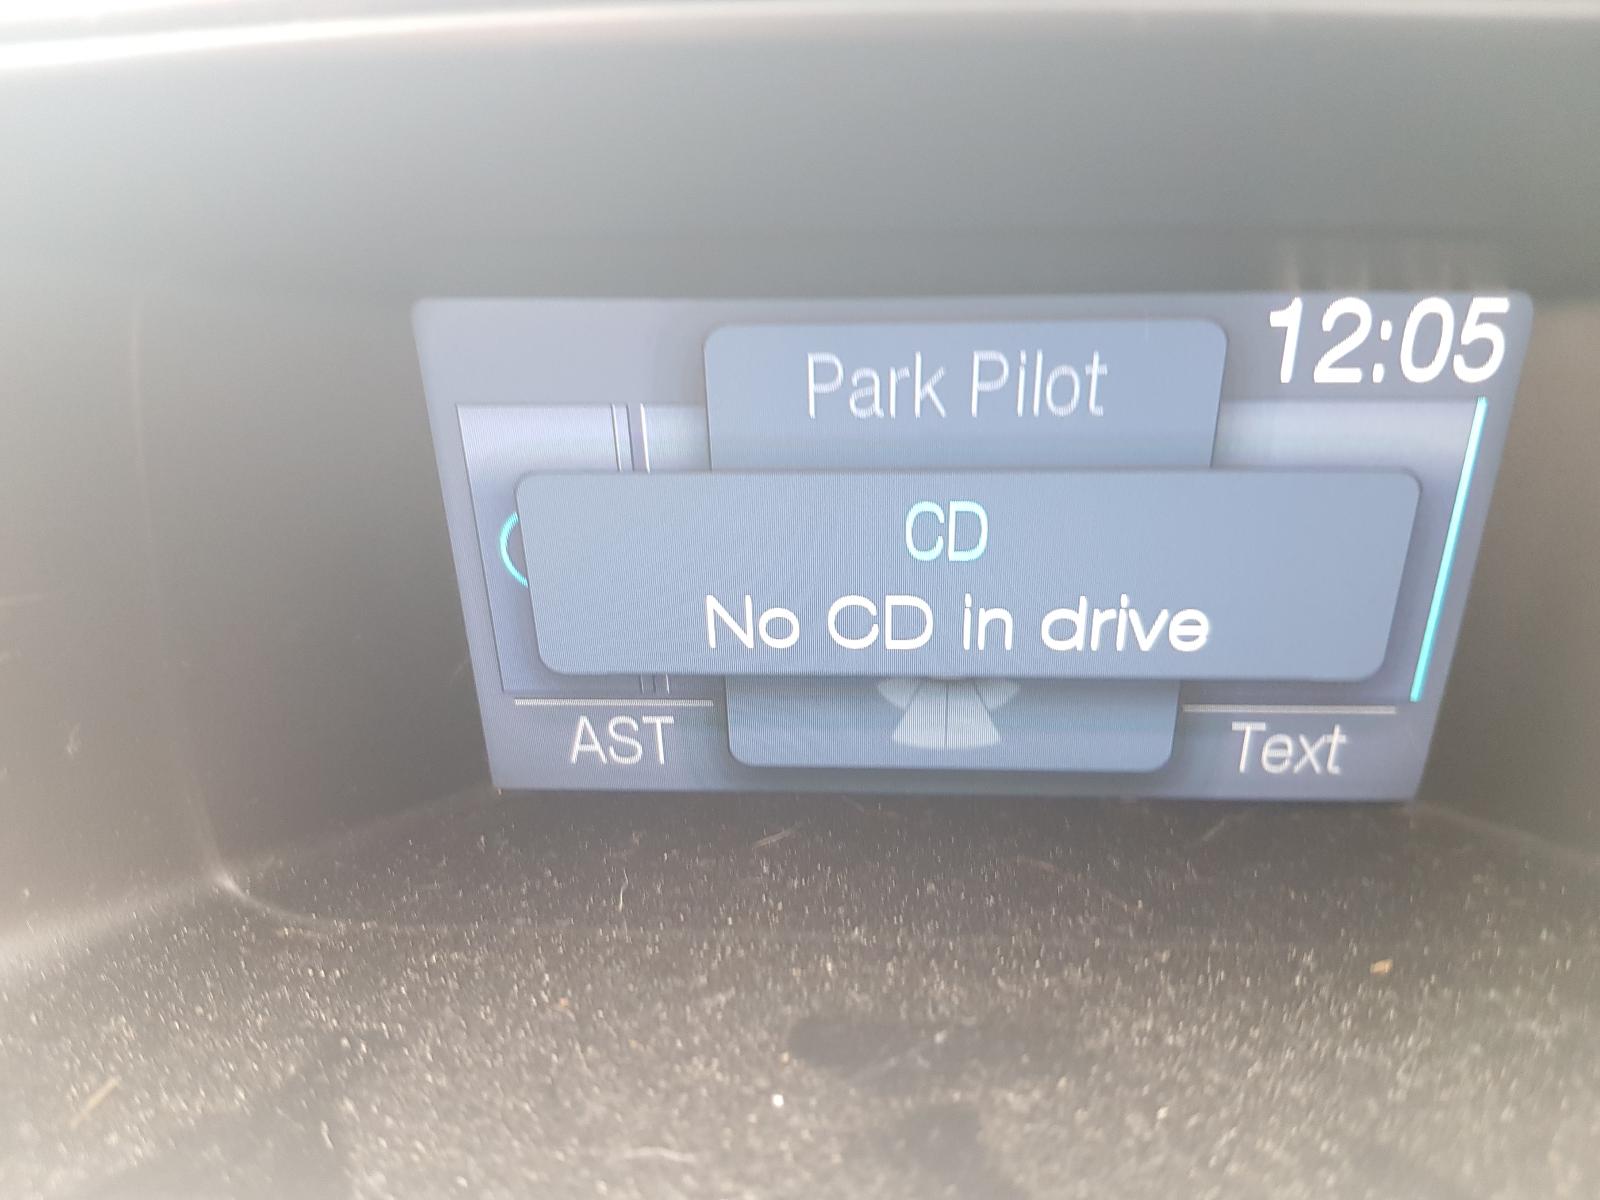 12:05
Park Pilot
CD
No CD in drive
AST
Text